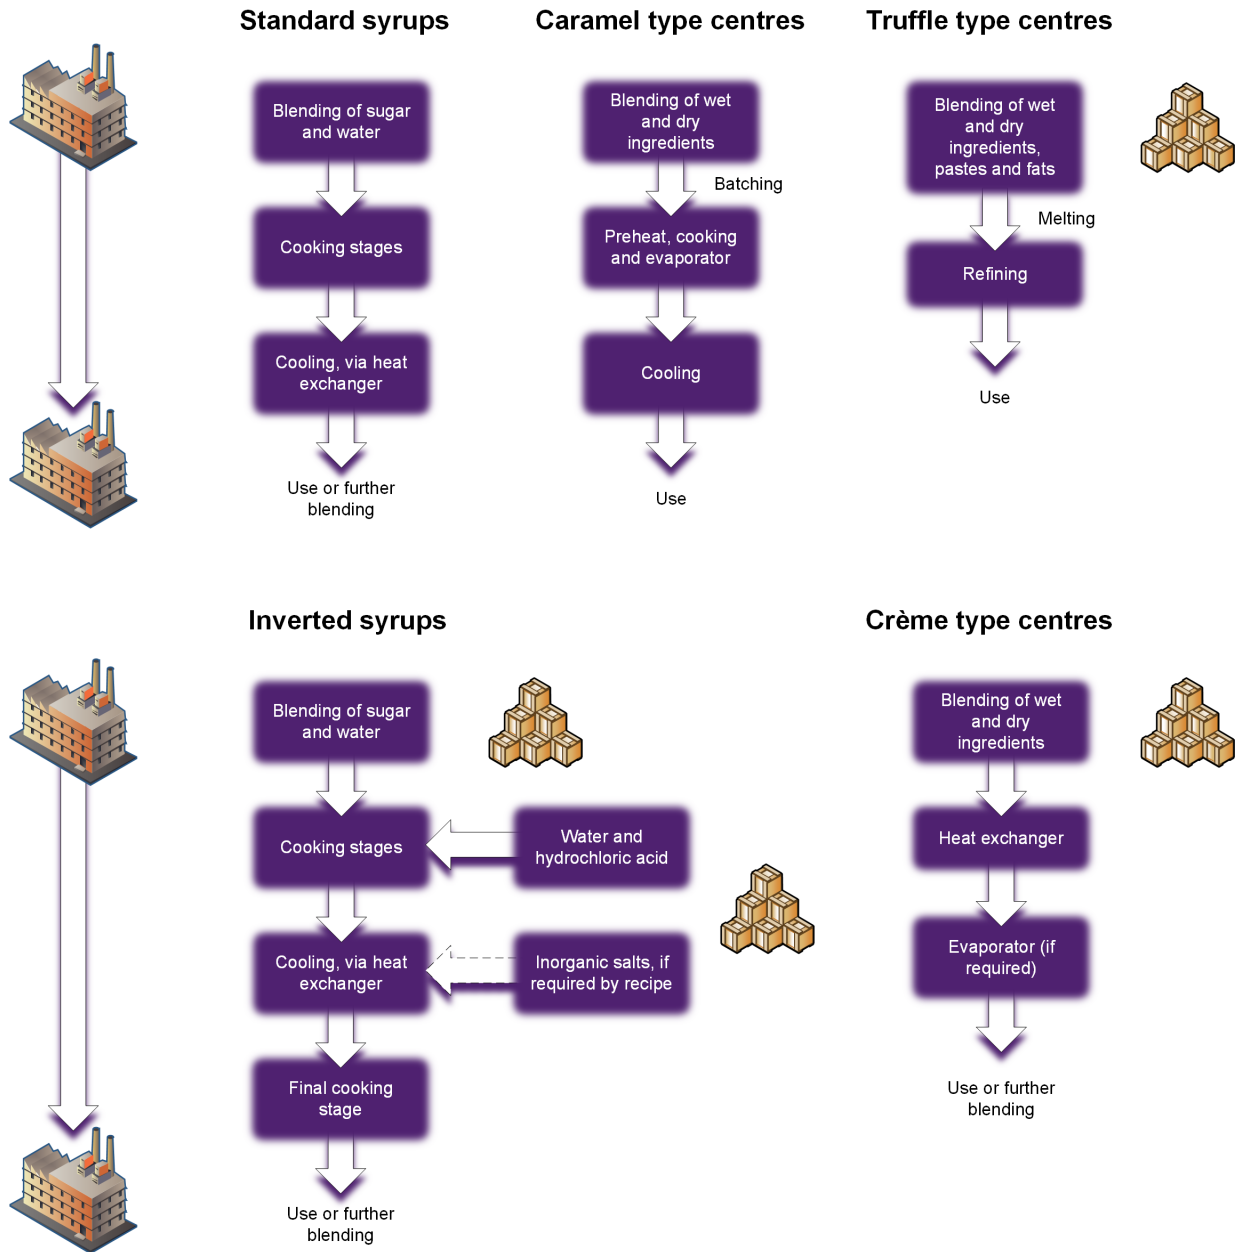 Standard syrups
Blending of sugar
and water
Cooking stages
Cooling, via heat
exchanger
Use or further
blending
Caramel type centres
Blending of wet
and dry
ingredients
Batching
Preheat, cooking
and evaporator
Cooling
Use
Truffle type centres
Blending of wet
and dry
ingredients,
pastes and fats
Melting
Refining
Use
Inverted syrups
Blending of sugar
and water
Cooking stages
Water and
hydrochloric acid
Cooling, via heat
exchanger
Inorganic salts, if
required by recipe
Final cooking
stage
Use or further
blending
Crème type centres
Blending of wet
and dry
ingredients
Heat exchanger
Evaporator (if
required)
Use or further
blending